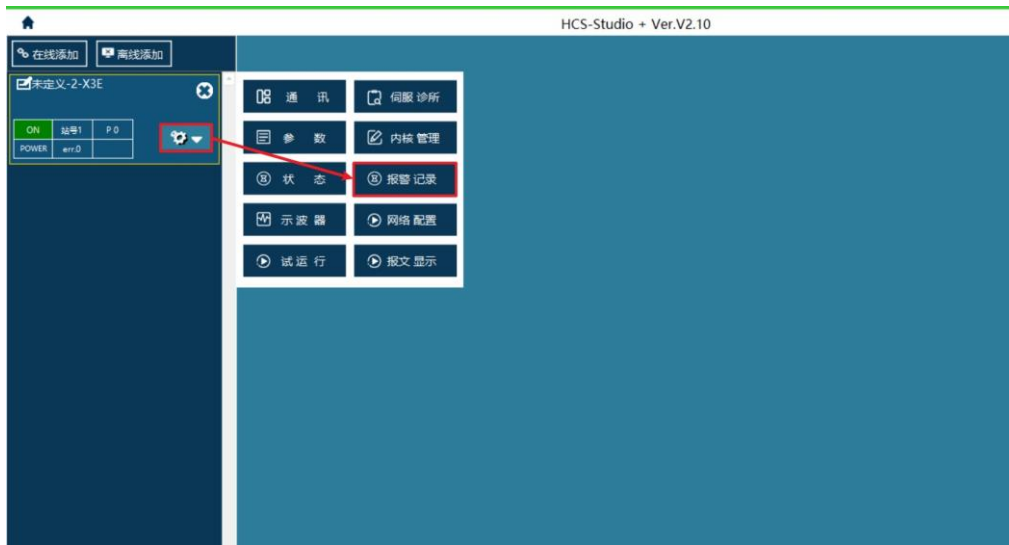 HCS-Studio + Ver.V2.10
在线添加 离线添加
未定义-2-X3E
ON 站号1 P 0
POWER err.0
通 讯 伺服 诊所
参 数 内核 管理
状 态 报警 记录
示 波 器 网络 配置
试 运 行 报文 显示